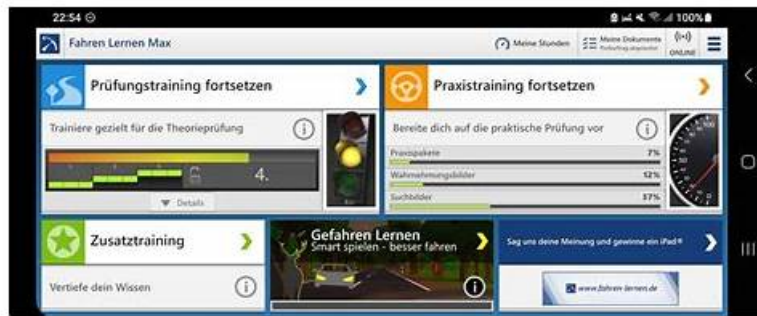 22:54
100%
Fahren Lernen Max
Meine Stunden
Meine Dokumente
ONLINE
Prüfungstraining fortsetzen
Praxistraining fortsetzen
Trainiere gezielt für die Theorieprüfung
Bereite dich auf die praktische Prüfung vor
Praxispakete 7%
Wahrnehmungsbilder 12%
Suchbilder 37%
4.
Details
Zusatztraining
Gefahren Lernen
Smart spielen - besser fahren
Sag uns deine Meinung und gewinne ein iPad®
Vertiefe dein Wissen
www.fahren-lernen.de